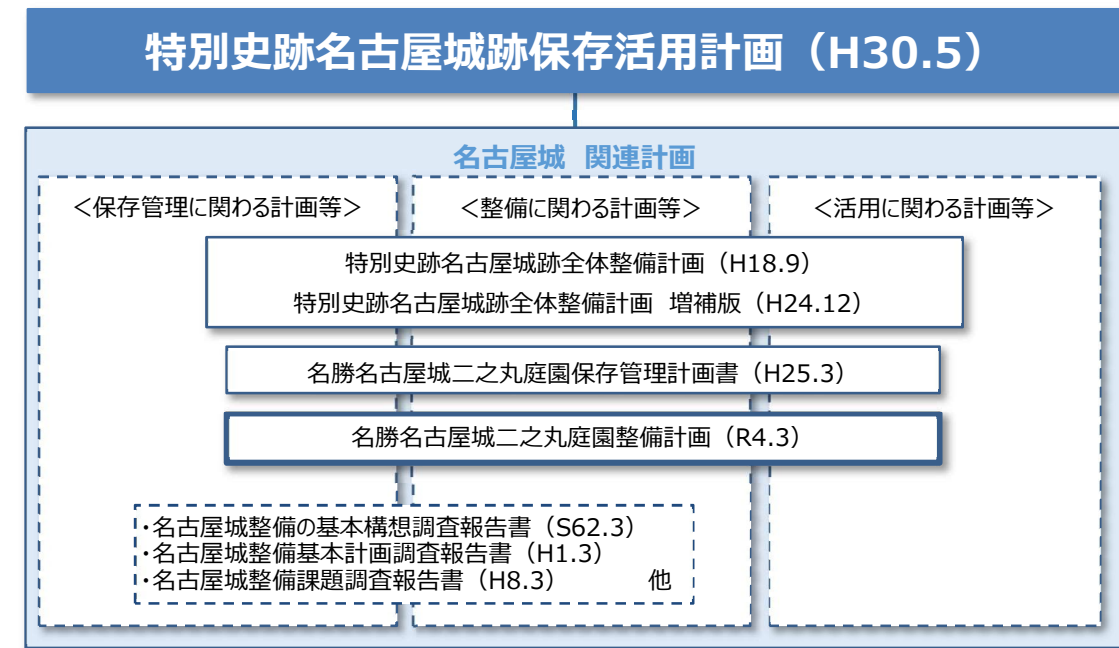 特別史跡名古屋城跡保存活用計画（H30.5）
名古屋城 関連計画
＜保存管理に関わる計画等＞
＜整備に関わる計画等＞
＜活用に関わる計画等＞
特別史跡名古屋城跡全体整備計画（H18.9）
特別史跡名古屋城跡全体整備計画 増補版（H24.12）
名勝名古屋城二之丸庭園保存管理計画書（H25.3）
名勝名古屋城二之丸庭園整備計画（R4.3）
・名古屋城整備の基本構想調査報告書（S62.3）
・名古屋城整備基本計画調査報告書（H1.3）
・名古屋城整備課題調査報告書（H8.3） 他